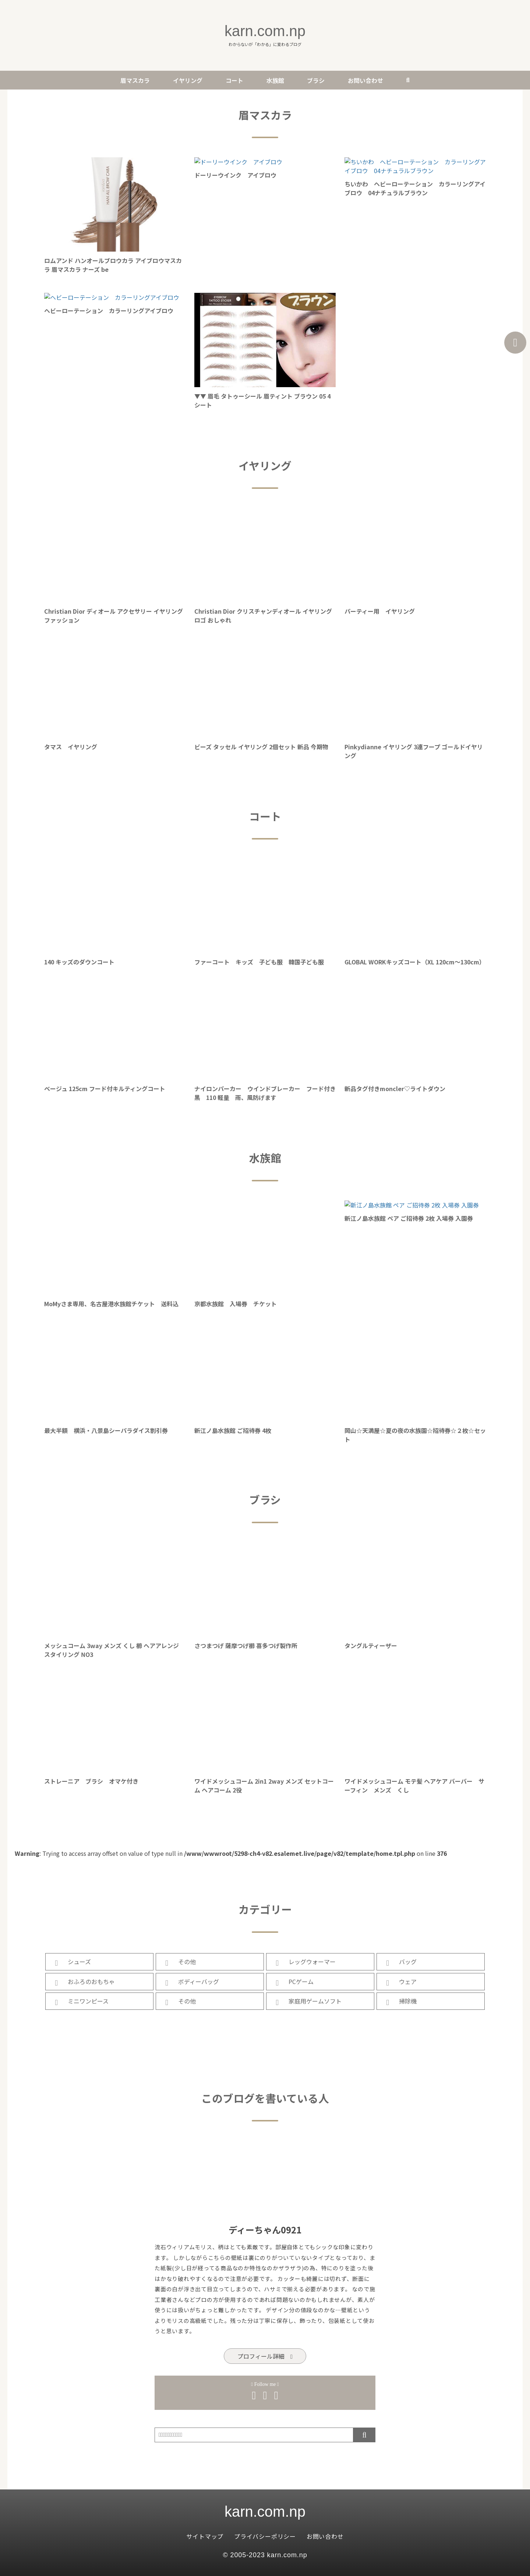 karn.com.np
わからないが「わかる」に変わるブログ
眉マスカラ
イヤリング
コート
水族館
ブラシ
お問い合わせ
眉マスカラ
ロムアンド ハンオールブロウカラ アイブロウマスカ
ラ 眉マスカラ ナーズ be
ドーリーウインク　アイブロウ
ドーリーウインク　アイブロウ
ちいかわ　ヘビーローテーション　カラーリングア
イブロウ　04ナチュラルブラウン
ちいかわ　ヘビーローテーション　カラーリングアイ
ブロウ　04ナチュラルブラウン
ヘビーローテーション　カラーリングアイブロウ
ヘビーローテーション　カラーリングアイブロウ
ブラウン
▼▼ 眉毛 タトゥーシール 眉ティント ブラウン 05 4
シート
イヤリング
Christian Dior ディオール アクセサリー イヤリング
ファッション
Christian Dior クリスチャンディオール イヤリング
ロゴ おしゃれ
パーティー用　イヤリング
タマス　イヤリング
ビーズ タッセル イヤリング 2個セット 新品 今期物
Pinkydianne イヤリング 3連フープ ゴールドイヤリ
ング
コート
140 キッズのダウンコート
ファーコート　キッズ　子ども服　韓国子ども服
GLOBAL WORKキッズコート（XL 120cm〜130cm）
ベージュ 125cm フード付キルティングコート
ナイロンパーカー　ウインドブレーカー　フード付き
黒　110 軽量　雨、風防げます
新品タグ付きmoncler♡ライトダウン
水族館
MoMyさま専用、名古屋港水族館チケット　送料込
京都水族館　入場券　チケット
新江ノ島水族館 ペア ご招待券 2枚 入場券 入園券
新江ノ島水族館 ペア ご招待券 2枚 入場券 入園券
最大半額　横浜・八景島シーパラダイス割引券
新江ノ島水族館 ご招待券 4枚
岡山☆天満屋☆夏の夜の水族園☆招待券☆２枚☆セッ
ト
ブラシ
メッシュコーム 3way メンズ くし 櫛 ヘアアレンジ
スタイリング NO3
さつまつげ 薩摩つげ櫛 喜多つげ製作所
タングルティーザー
ストレーニア　ブラシ　オマケ付き
ワイドメッシュコーム 2in1 2way メンズ セットコー
ム ヘアコーム 2役
ワイドメッシュコーム モテ髪 ヘアケア バーバー　サ
ーフィン　メンズ　くし
Warning: Trying to access array offset on value of type null in /www/wwwroot/5298-ch4-v82.esalemet.live/page/v82/template/home.tpl.php on line 376
カテゴリー
シューズ
その他
レッグウォーマー
バッグ
おふろのおもちゃ
ボディーバッグ
PCゲーム
ウェア
ミニワンピース
その他
家庭用ゲームソフト
掃除機
このブログを書いている人
ディーちゃん0921
流石ウィリアムモリス、柄はとても素敵です。部屋自体とてもシックな印象に変わり
ます。 しかしながらこちらの壁紙は裏にのりがついていないタイプとなっており、ま
た紙製(少し日が経ってる商品なのか特性なのかザラザラ)の為、特にのりを塗った後
はかなり破れやすくなるので注意が必要です。 カッターも綺麗には切れず、断面に
裏面の白が浮き出て目立ってしまうので、ハサミで揃える必要があります。 なので施
工業者さんなどプロの方が使用するのであれば問題ないのかもしれませんが、素人が
使うには扱いがちょっと難しかったです。 デザイン分の値段なのかな…壁紙という
よりモリスの高級紙でした。残った分は丁寧に保存し、飾ったり、包装紙として使お
うと思います。
プロフィール詳細
Follow me
karn.com.np
サイトマップ
プライバシーポリシー
お問い合わせ
© 2005-2023 karn.com.np